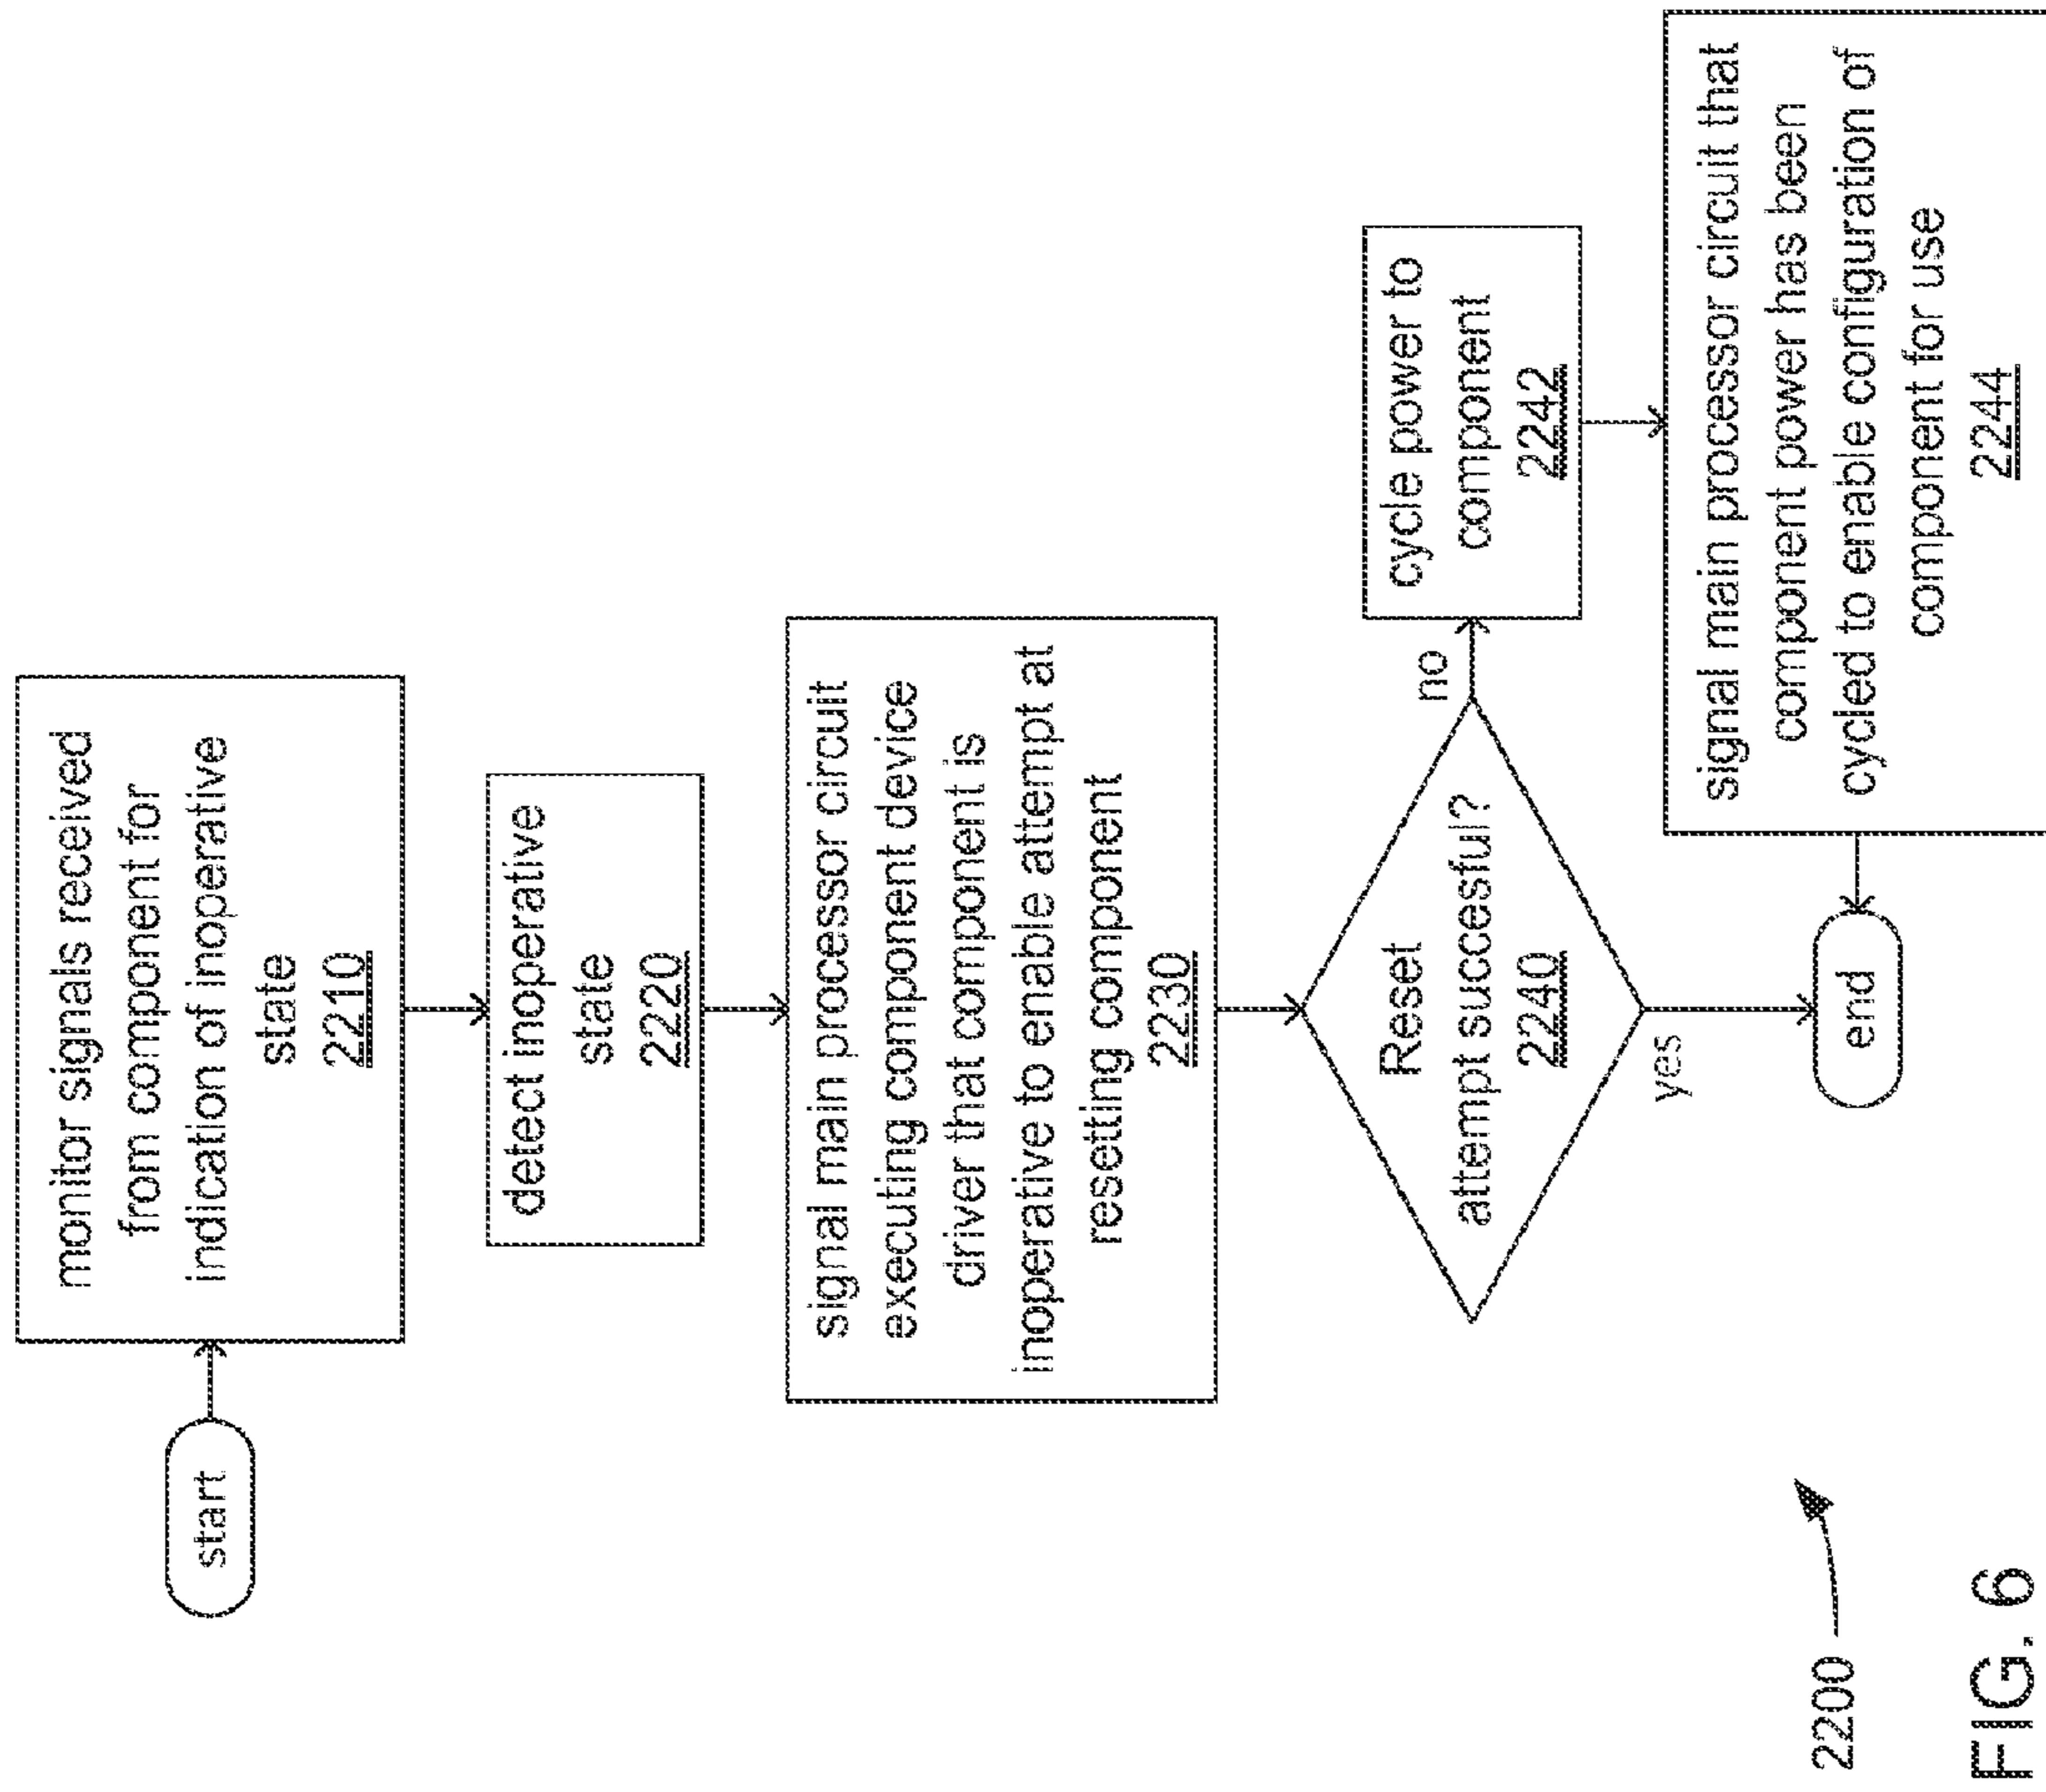 start
monitor signals received
from component for
indication of inoperative
state
2210
detect inoperative
state
2220
signal main processor circuit
executing component device
driver that component is
inoperative to enable attempt at
resetting component
2230
Reset
attempt successful?
2240
no
cycle power to
component
2242
signal main processor circuit that
component power has been
cycled to enable configuration of
component for use
2244
yes
end
2200
FIG. 6